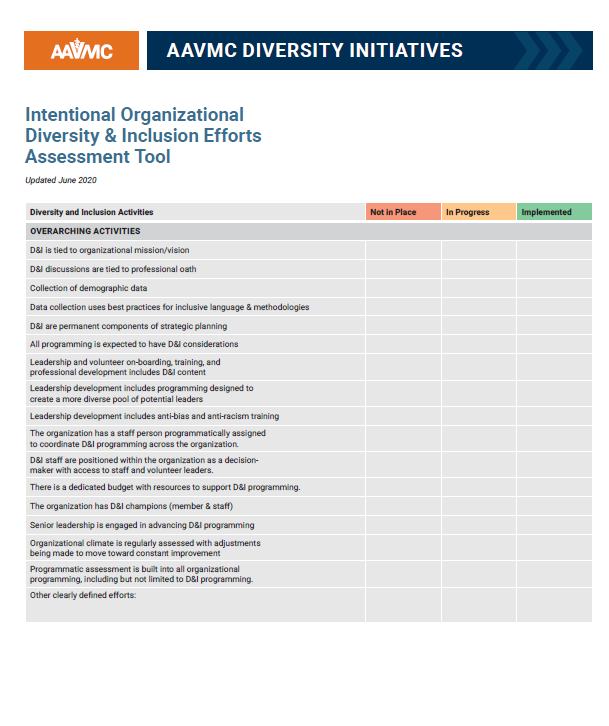 AAVMC
AAVMC DIVERSITY INITIATIVES
Intentional Organizational
Diversity & Inclusion Efforts
Assessment Tool
Updated June 2020
Diversity and Inclusion Activities Not in Place In Progress Implemented
OVERARCHING ACTIVITIES
D&I is tied to organizational mission/vision
D&I discussions are tied to professional oath
Collection of demographic data
Data collection uses best practices for inclusive language & methodologies
D&I are permanent components of strategic planning
All programming is expected to have D&I considerations
Leadership and volunteer on-boarding, training, and
professional development includes D&I content
Leadership development includes programming designed to
create a more diverse pool of potential leaders
Leadership development includes anti-bias and anti-racism training
The organization has a staff person programmatically assigned
to coordinate D&I programming across the organization.
D&I staff are positioned within the organization as a decision-
maker with access to staff and volunteer leaders.
There is a dedicated budget with resources to support D&I programming.
The organization has D&I champions (member & staff)
Senior leadership is engaged in advancing D&I programming
Organizational climate is regularly assessed with adjustments
being made to move toward constant improvement
Programmatic assessment is built into all organizational
programming, including but not limited to D&I programming.
Other clearly defined efforts: